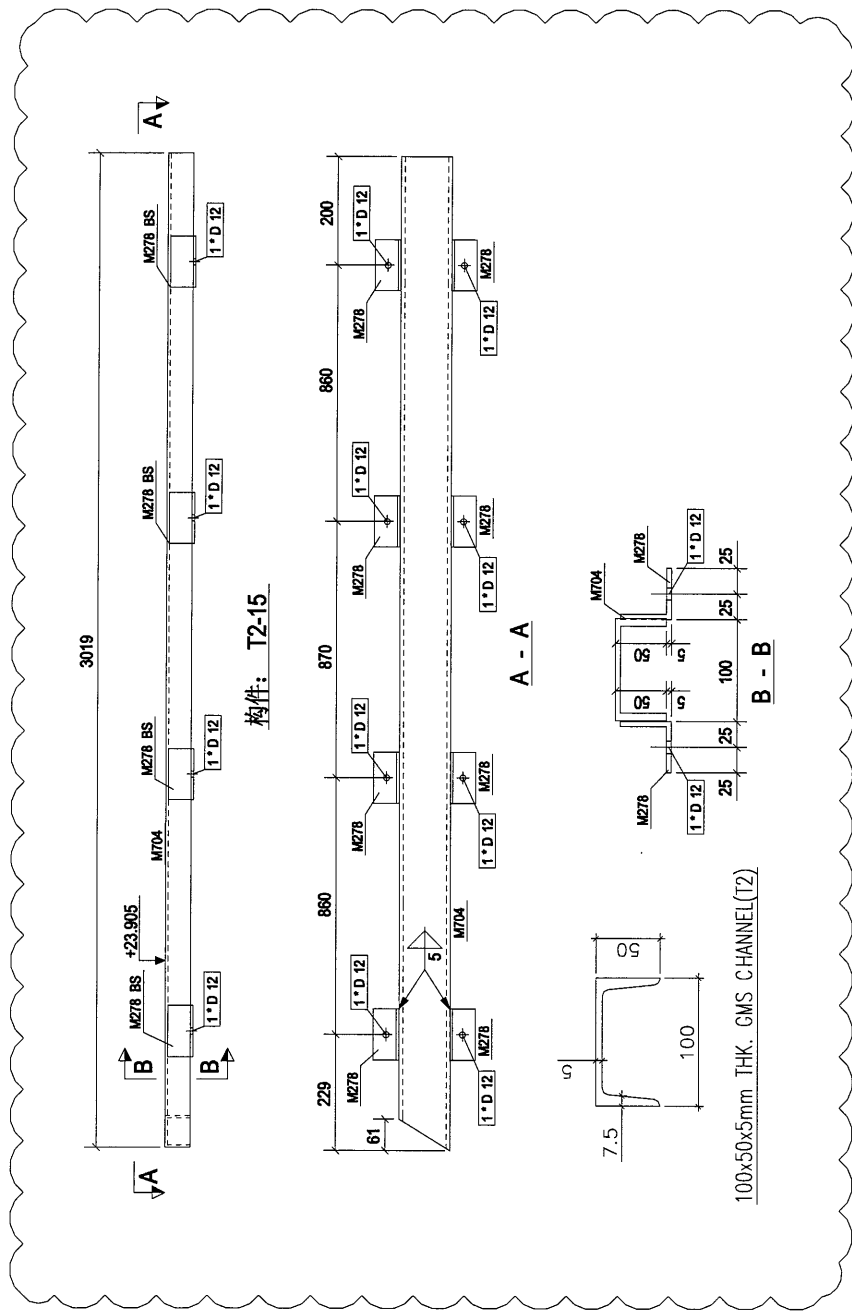 3019
A
A
M278 BS
1*D 12
M278 BS
1*D 12
M278 BS
1*D 12
M278 BS
1*D 12
+23.905
M704
B
B
构件: T2-15
229
860
870
860
200
61
1*D 12
M278
1*D 12
M278
1*D 12
M278
1*D 12
M278
5
M704
M278
1*D 12
M278
1*D 12
M278
1*D 12
M278
1*D 12
A - A
7.5
5
50
100
100x50x5mm THK. GMS CHANNEL(T2)
M704
M278
1*D 12
M278
1*D 12
50
5
50
5
25
25
100
25
25
B - B